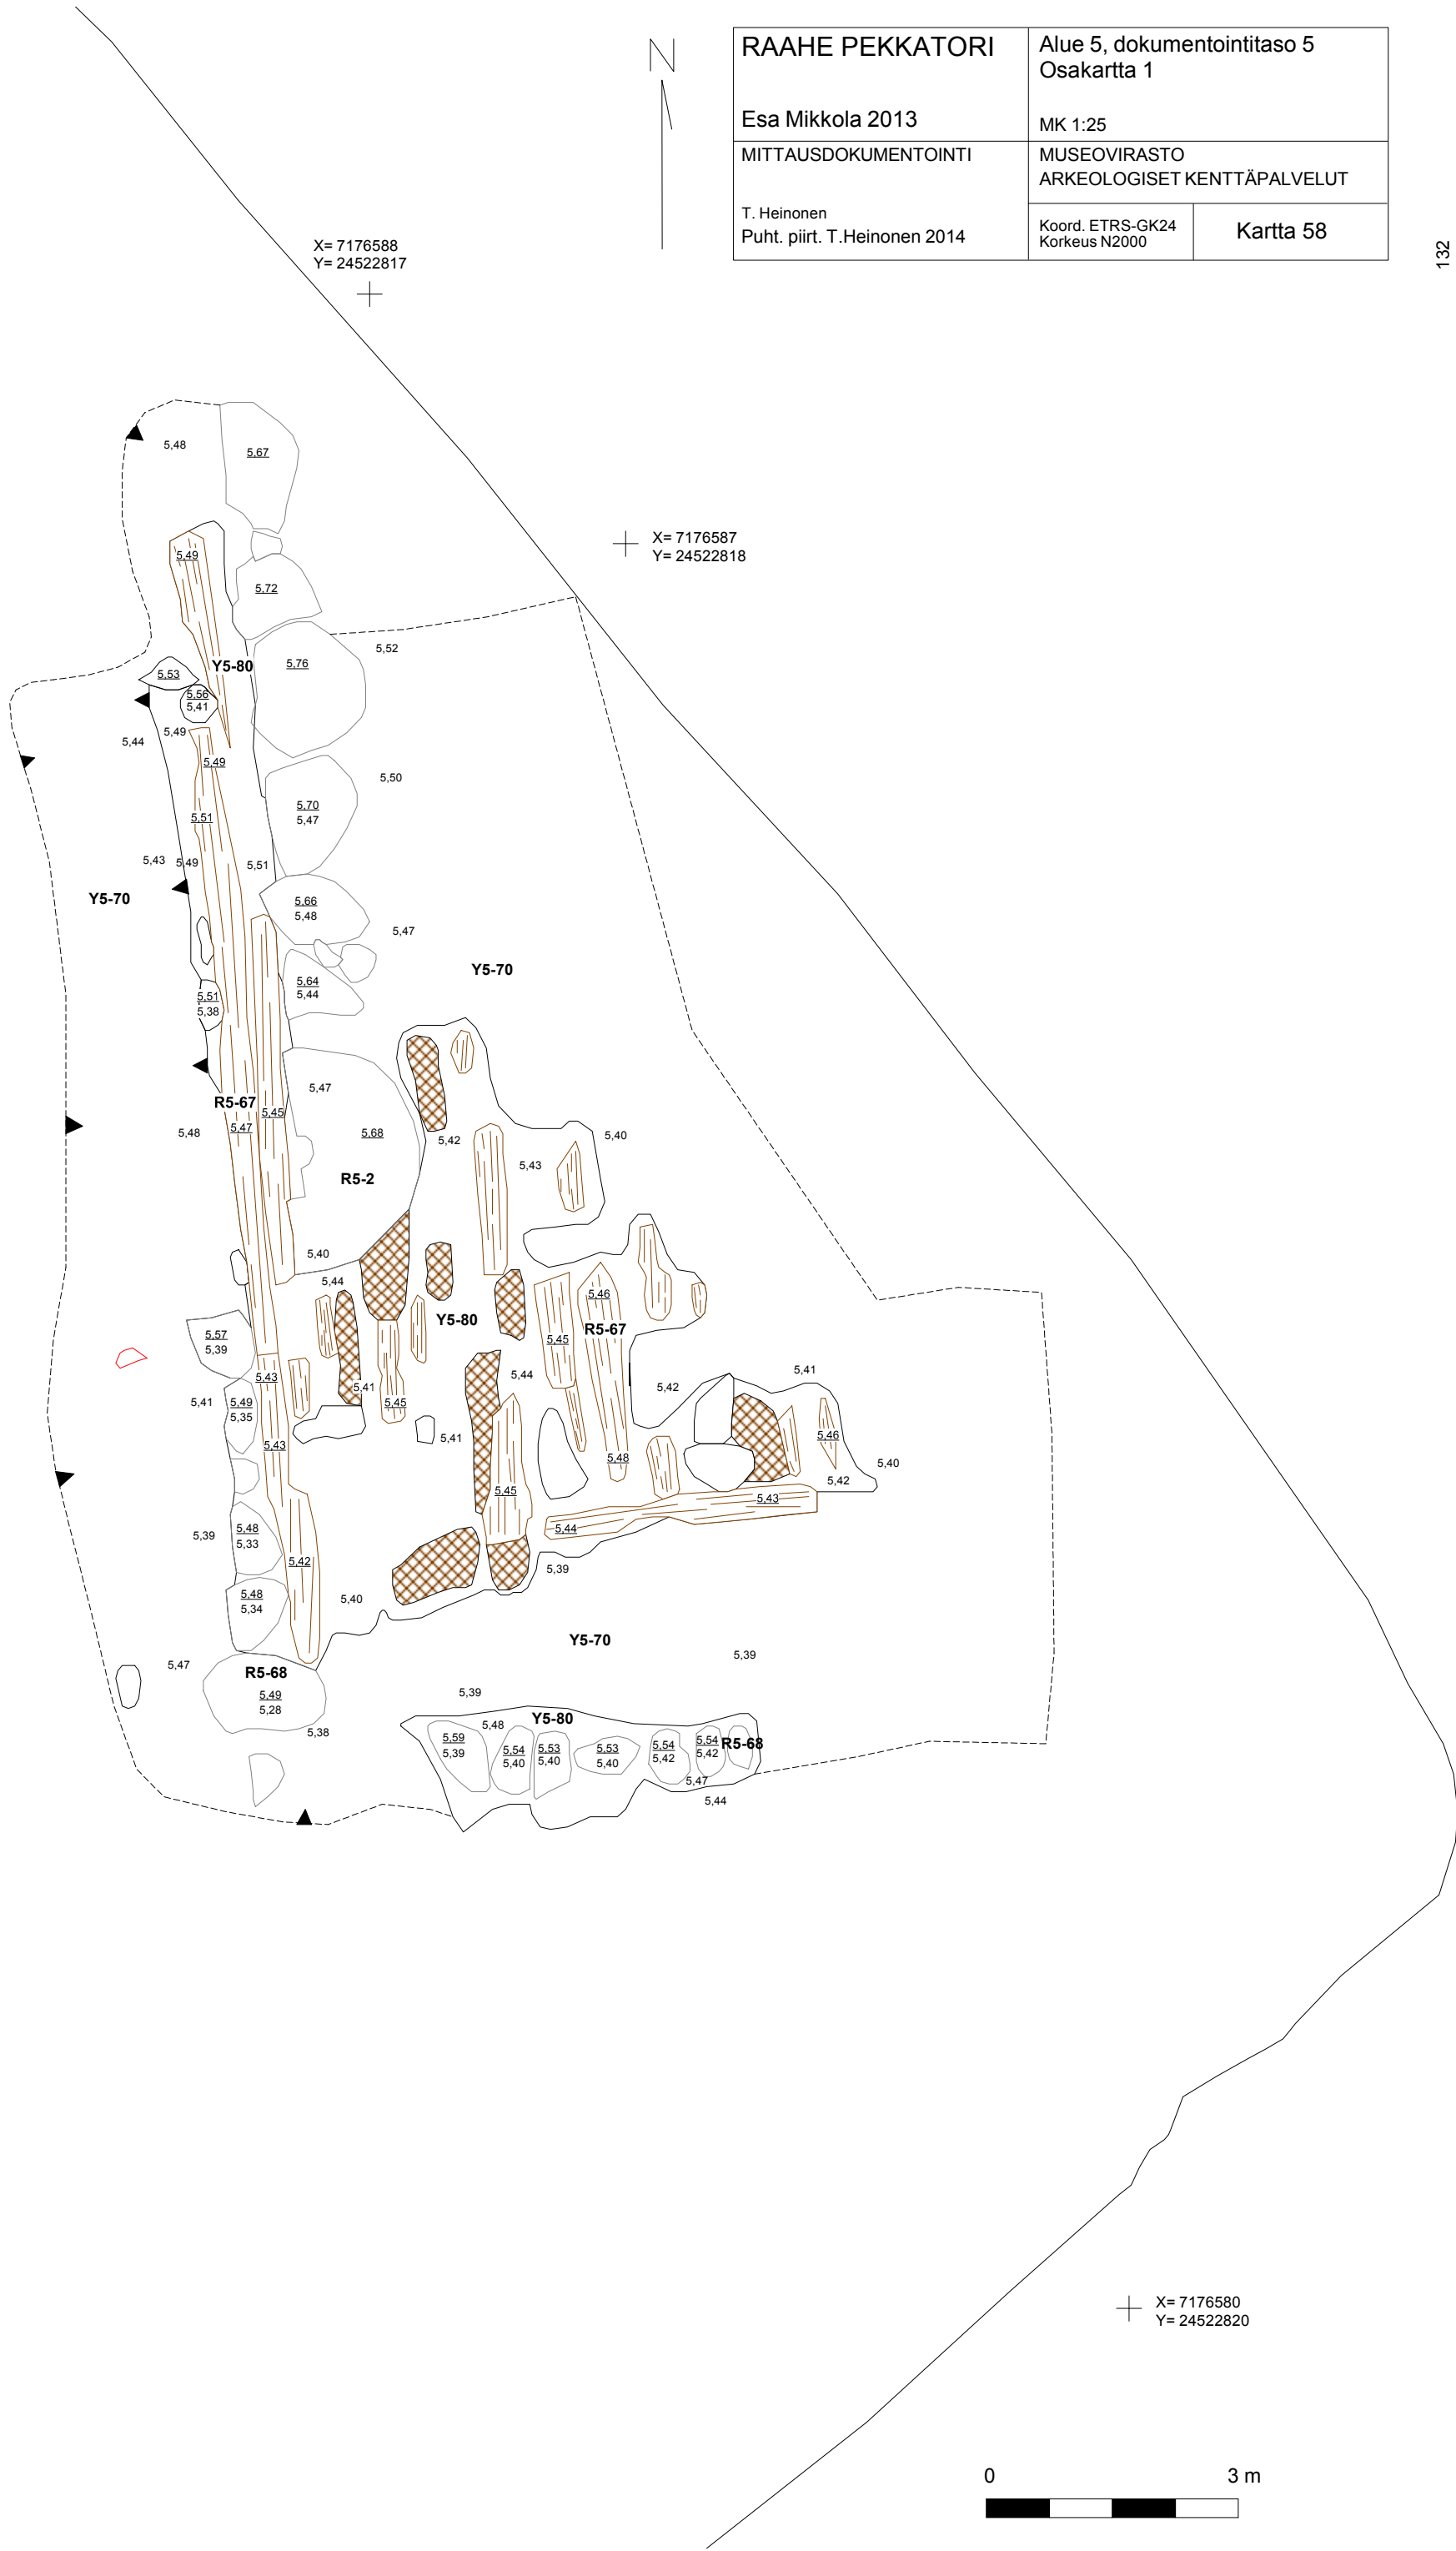 RAAHE PEKKATORI
Esa Mikkola 2013
Alue 5, dokumentointitaso 5
Osakartta 1
MK 1:25
MITTAUSDOKUMENTOINTI
T. Heinonen
Puht. piirt. T.Heinonen 2014
MUSEOVIRASTO
ARKEOLOGISET KENTTÄPALVELUT
Koord. ETRS-GK24
Korkeus N2000
Kartta 58
132
N
X= 7176588
Y= 24522817
5,48
5,67
X= 7176587
Y= 24522818
5,49
5,72
5,52
5,53
Y5-80
5,76
5,56
5,41
5,44
5,49
5,49
5,50
5,51
5,70
5,47
5,43
5,49
5,51
Y5-70
5,66
5,48
5,47
Y5-70
5,51
5,38
5,64
5,44
5,47
R5-67
5,45
5,48
5,47
5,68
5,42
5,40
5,43
R5-2
5,40
5,44
5,46
Y5-80
R5-67
5,57
5,39
5,45
5,43
5,41
5,44
5,42
5,41
5,41
5,49
5,35
5,45
5,46
5,43
5,41
5,48
5,40
5,42
5,45
5,43
5,39
5,48
5,33
5,44
5,42
5,39
5,48
5,34
5,40
Y5-70
5,39
5,47
R5-68
5,49
5,28
5,39
5,38
5,48
Y5-80
5,59
5,39
5,54
5,40
5,53
5,40
5,53
5,40
5,54
5,42
5,54
5,42
R5-68
5,47
5,44
X= 7176580
Y= 24522820
0
3 m